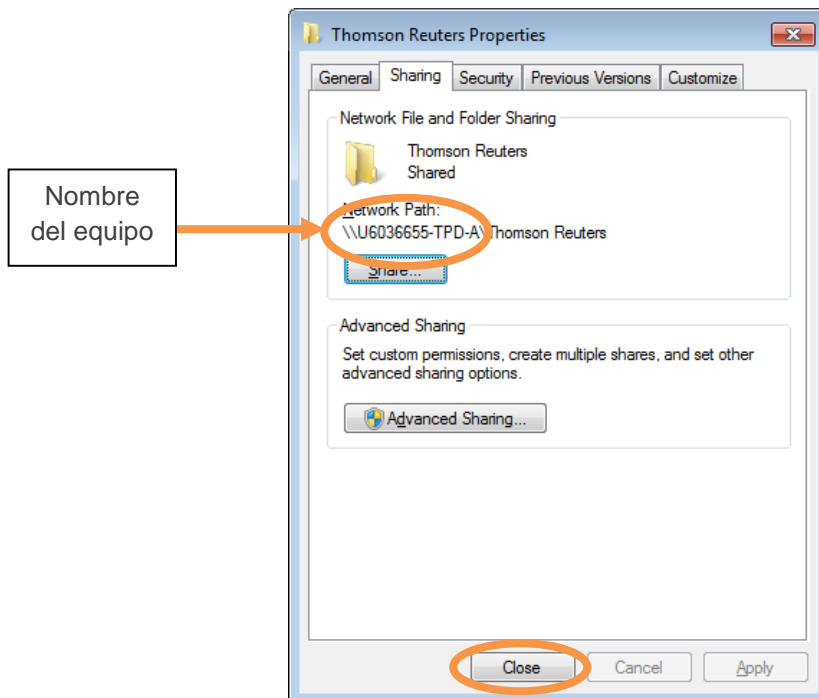 Thomson Reuters Properties
General Sharing Security Previous Versions Customize
Network File and Folder Sharing
Thomson Reuters
Shared
Nombre
del equipo
Network Path:
\\U6036655-TPD-A\Thomson Reuters
Share...
Advanced Sharing
Set custom permissions, create multiple shares, and set other
advanced sharing options.
Advanced Sharing...
Close Cancel Apply